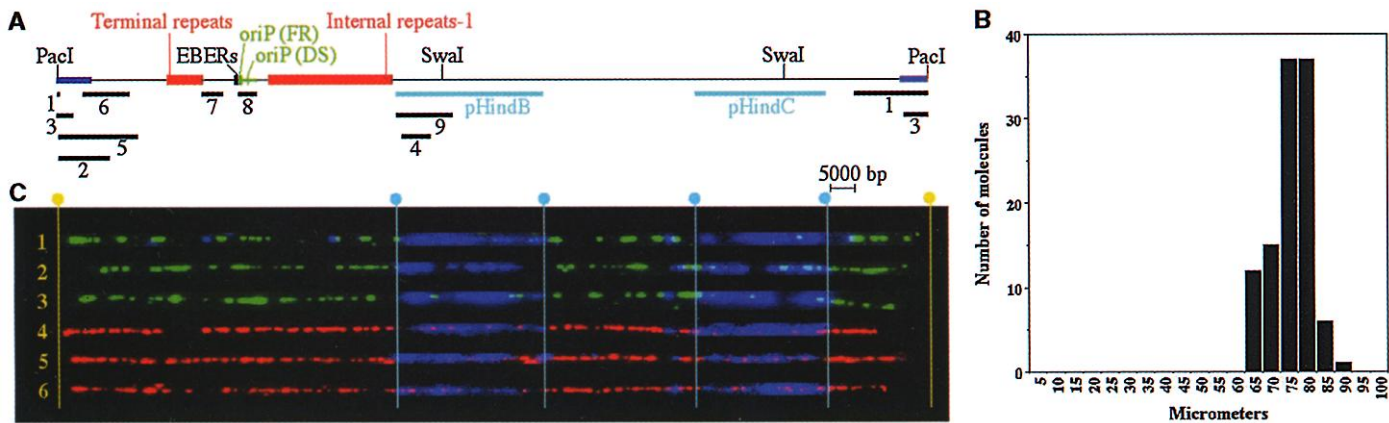 A
Terminal repeats
Internal repeats-1
oriP (FR)
PacI
EBERs
oriP (DS)
SwaI
SwaI
PacI
1
6
7
8
pHindB
pHindC
1
3
9
3
5
4
2
C
5000 bp
1
2
3
4
5
6
B
Number of molecules
40
30
20
10
0
5 10 15 20 25 30 35 40 45 50 55 60 65 70 75 80 85 90 95 100
Micrometers